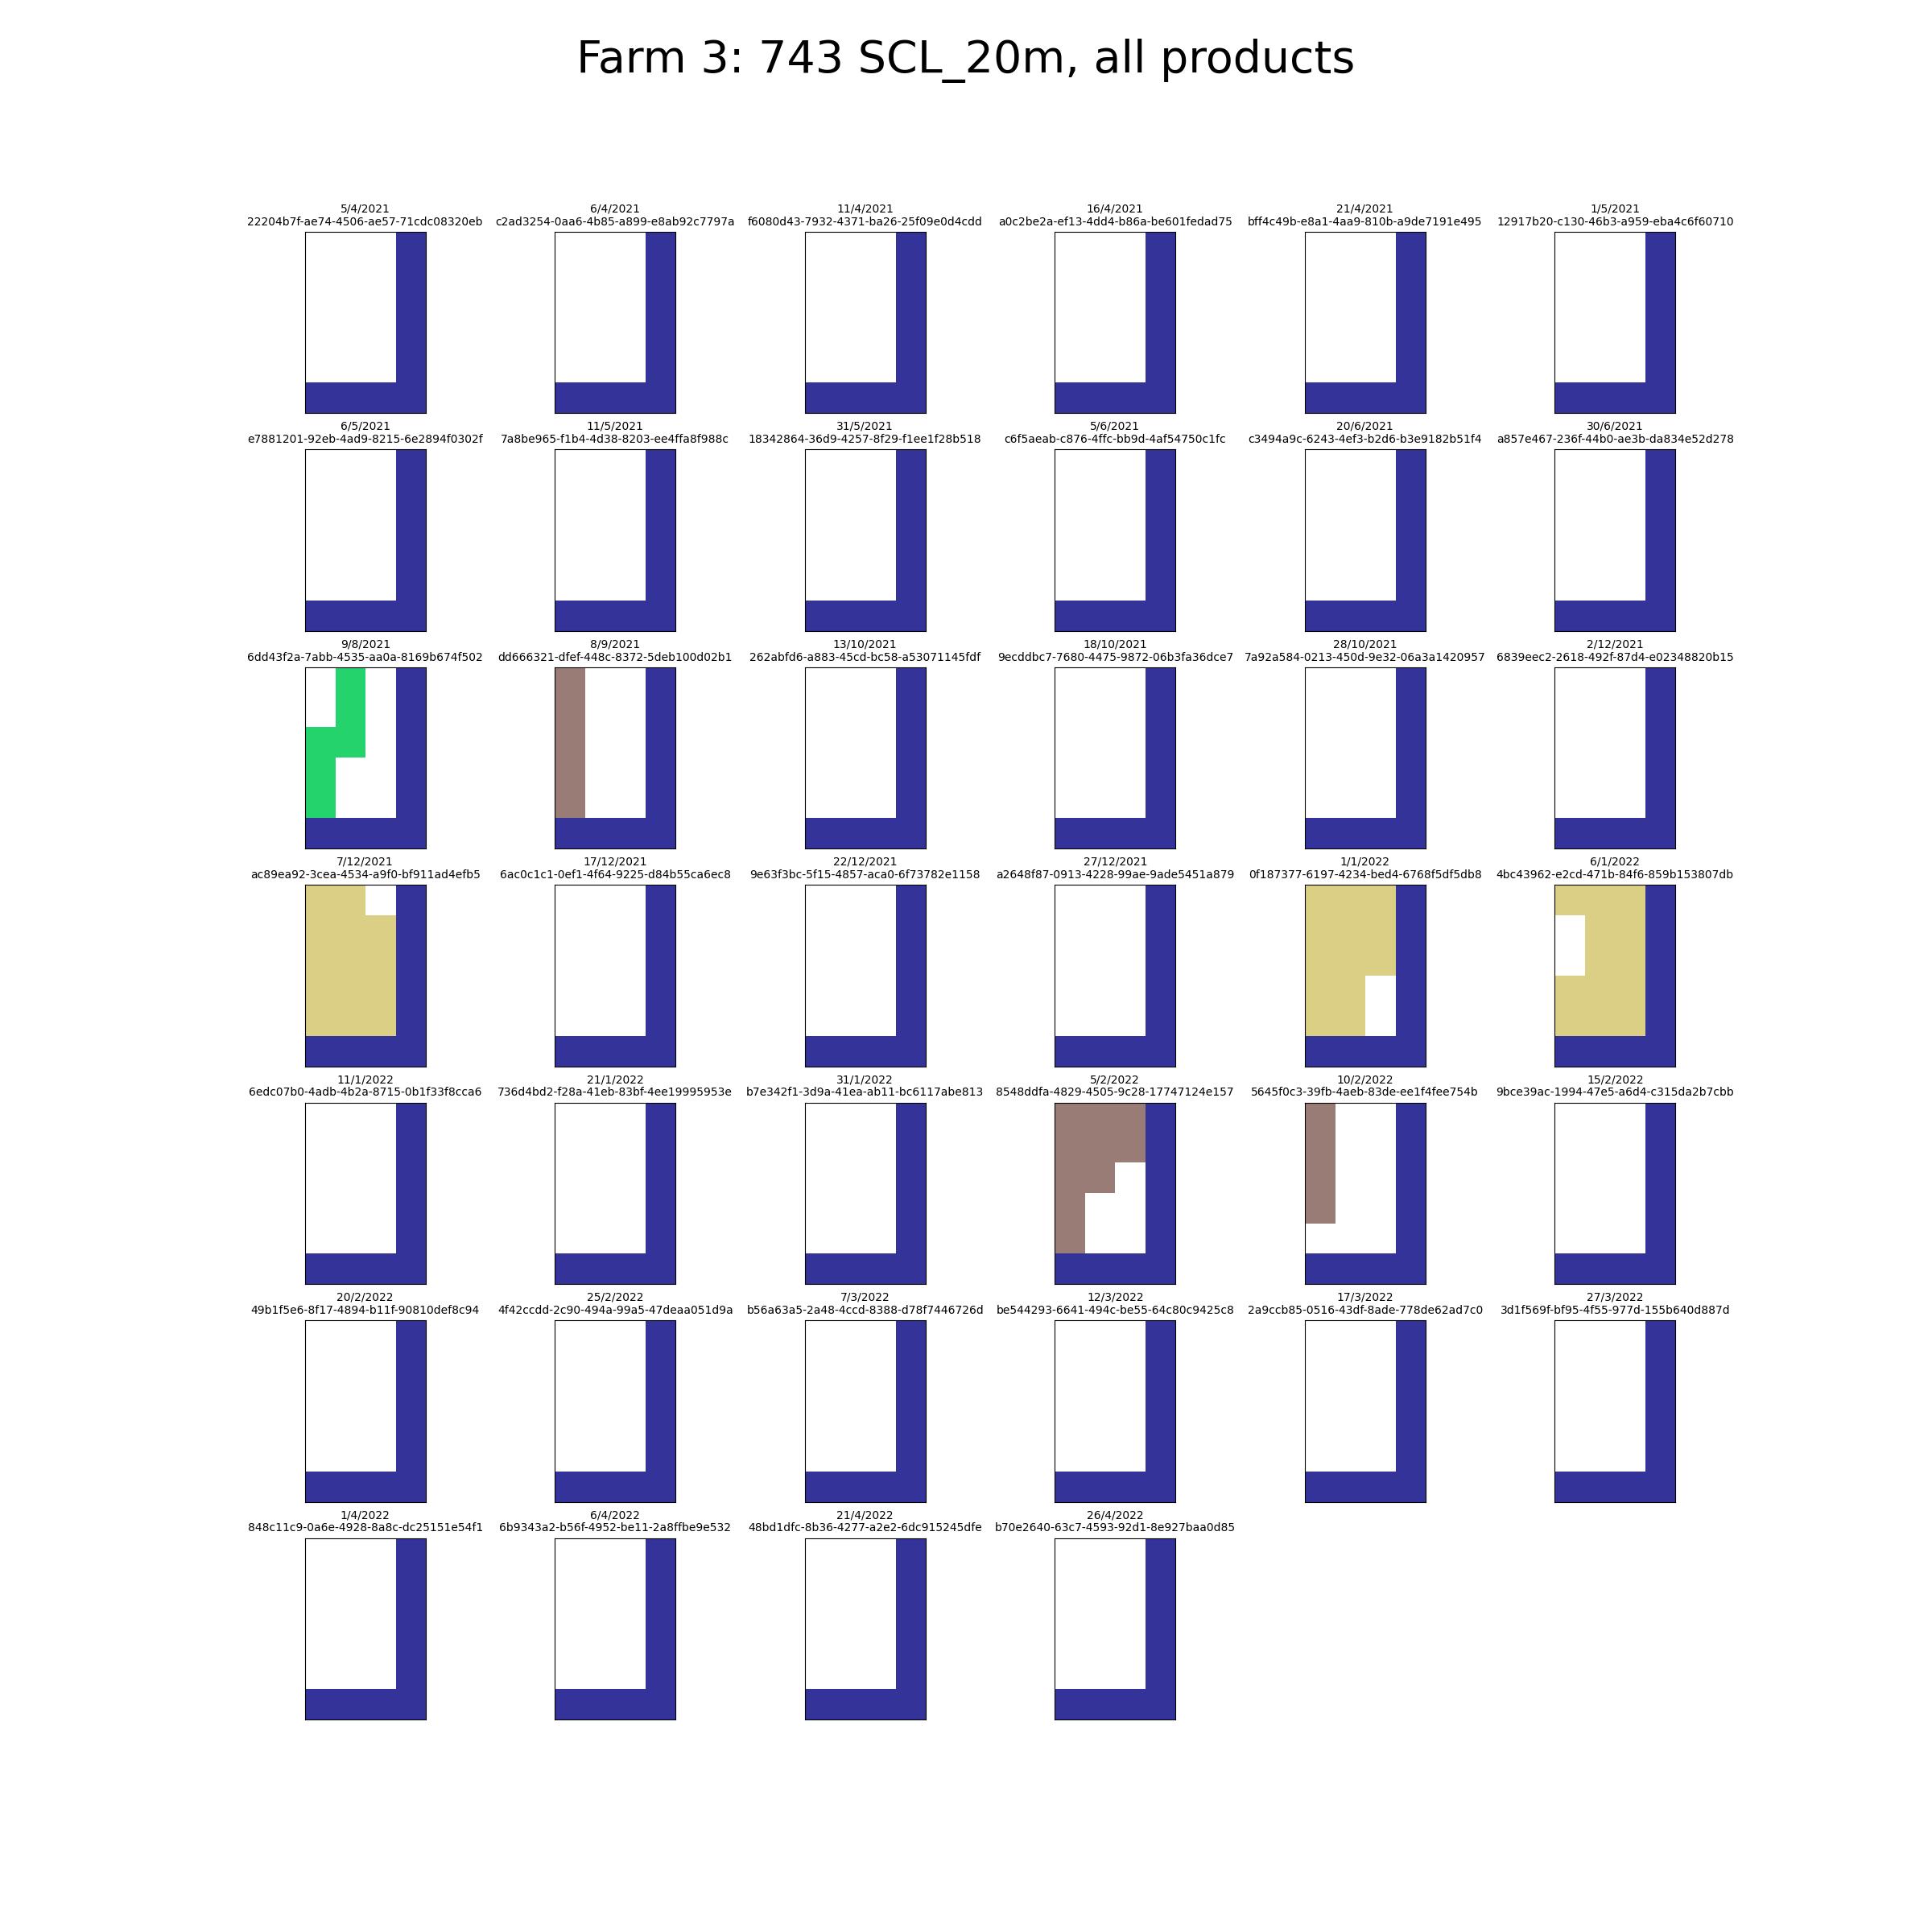 Farm 3: 743 SCL_20m, all products
5/4/2021
22204b7f-ae74-4506-ae57-71cdc08320eb
6/4/2021
c2ad3254-0aa6-4b85-a899-e8ab92c7797a
11/4/2021
f6080d43-7932-4371-ba26-25f09e0d4cdd
16/4/2021
a0c2be2a-ef13-4dd4-b86a-be601fedad75
21/4/2021
bff4c49b-e8a1-4aa9-810b-a9de7191e495
1/5/2021
12917b20-c130-46b3-a959-eba4c6f60710
6/5/2021
e7881201-92eb-4ad9-8215-6e2894f0302f
11/5/2021
7a8be965-f1b4-4d38-8203-ee4ffa8f988c
31/5/2021
18342864-36d9-4257-8f29-f1ee1f28b518
5/6/2021
c6f5aeab-c876-4ffc-bb9d-4af54750c1fc
20/6/2021
c3494a9c-6243-4ef3-b2d6-b3e9182b51f4
30/6/2021
a857e467-236f-44b0-ae3b-da834e52d278
9/8/2021
6dd43f2a-7abb-4535-aa0a-8169b674f502
8/9/2021
dd666321-dfef-448c-8372-5deb100d02b1
13/10/2021
262abfd6-a883-45cd-bc58-a53071145fdf
18/10/2021
9ecddbc7-7680-4475-9872-06b3fa36dce7
28/10/2021
7a92a584-0213-450d-9e32-06a3a1420957
2/12/2021
6839eec2-2618-492f-87d4-e02348820b15
7/12/2021
ac89ea92-3cea-4534-a9f0-bf911ad4efb5
17/12/2021
6ac0c1c1-0ef1-4f64-9225-d84b55ca6ec8
22/12/2021
9e63f3bc-5f15-4857-aca0-6f73782e1158
27/12/2021
a2648f87-0913-4228-99ae-9ade5451a879
1/1/2022
0f187377-6197-4234-bed4-6768f5df5db8
6/1/2022
4bc43962-e2cd-471b-84f6-859b153807db
11/1/2022
6edc07b0-4adb-4b2a-8715-0b1f33f8cca6
21/1/2022
736d4bd2-f28a-41eb-83bf-4ee19995953e
31/1/2022
b7e342f1-3d9a-41ea-ab11-bc6117abe813
5/2/2022
8548ddfa-4829-4505-9c28-17747124e157
10/2/2022
5645f0c3-39fb-4aeb-83de-ee1f4fee754b
15/2/2022
9bce39ac-1994-47e5-a6d4-c315da2b7cbb
20/2/2022
49b1f5e6-8f17-4894-b11f-90810def8c94
25/2/2022
4f42ccdd-2c90-494a-99a5-47deaa051d9a
7/3/2022
b56a63a5-2a48-4ccd-8388-d78f7446726d
12/3/2022
be544293-6641-494c-be55-64c80c9425c8
17/3/2022
2a9ccb85-0516-43df-8ade-778de62ad7c0
27/3/2022
3d1f569f-bf95-4f55-977d-155b640d887d
1/4/2022
848c11c9-0a6e-4928-8a8c-dc25151e54f1
6/4/2022
6b9343a2-b56f-4952-be11-2a8ffbe9e532
21/4/2022
48bd1dfc-8b36-4277-a2e2-6dc915245dfe
26/4/2022
b70e2640-63c7-4593-92d1-8e927baa0d85